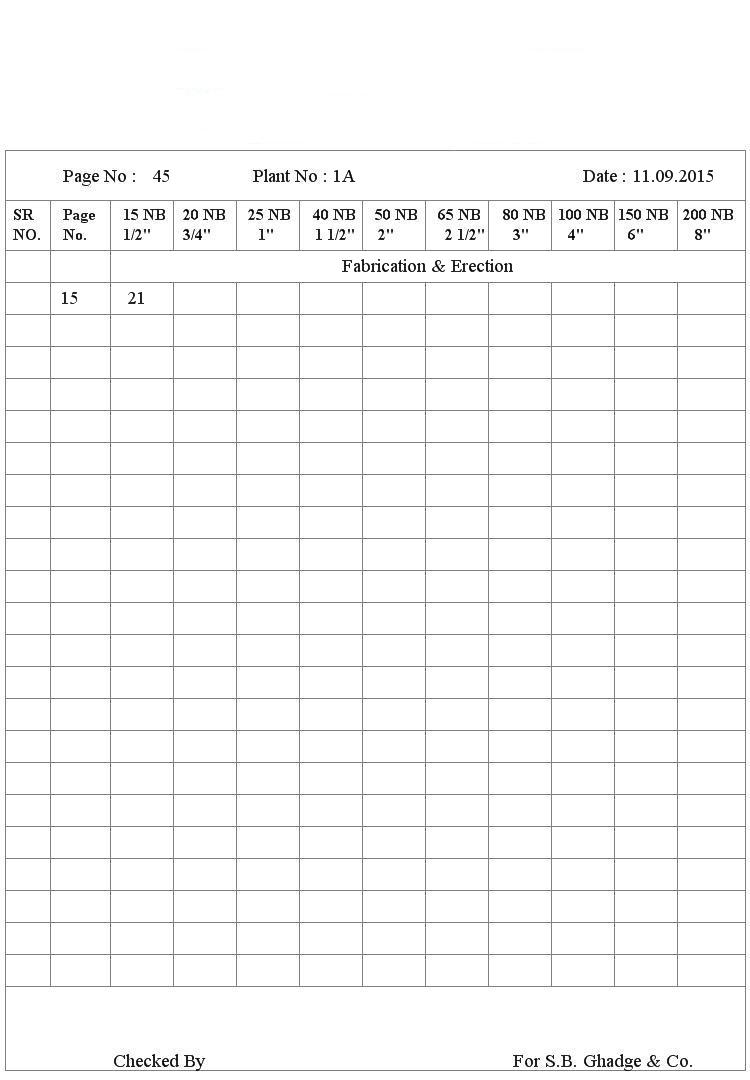 Page No : 45 Plant No : 1A Date : 11.09.2015
SR NO. Page No. 15 NB 1/2" 20 NB 3/4" 25 NB 1" 40 NB 1 1/2" 50 NB 2" 65 NB 2 1/2" 80 NB 3" 100 NB 4" 150 NB 6" 200 NB 8"
Fabrication & Erection
15 21
Checked By For S.B. Ghadge & Co.